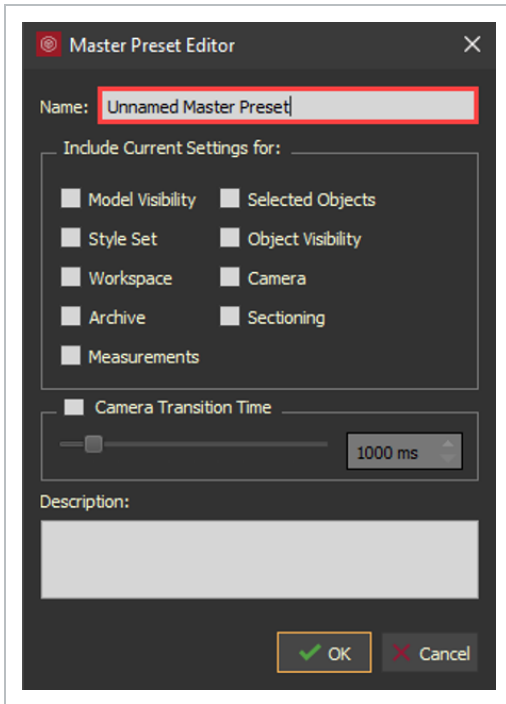 Master Preset Editor
Name: Unnamed Master Preset
Include Current Settings for:
Model Visibility Selected Objects
Style Set Object Visibility
Workspace Camera
Archive Sectioning
Measurements
Camera Transition Time
1000 ms
Description:
OK Cancel